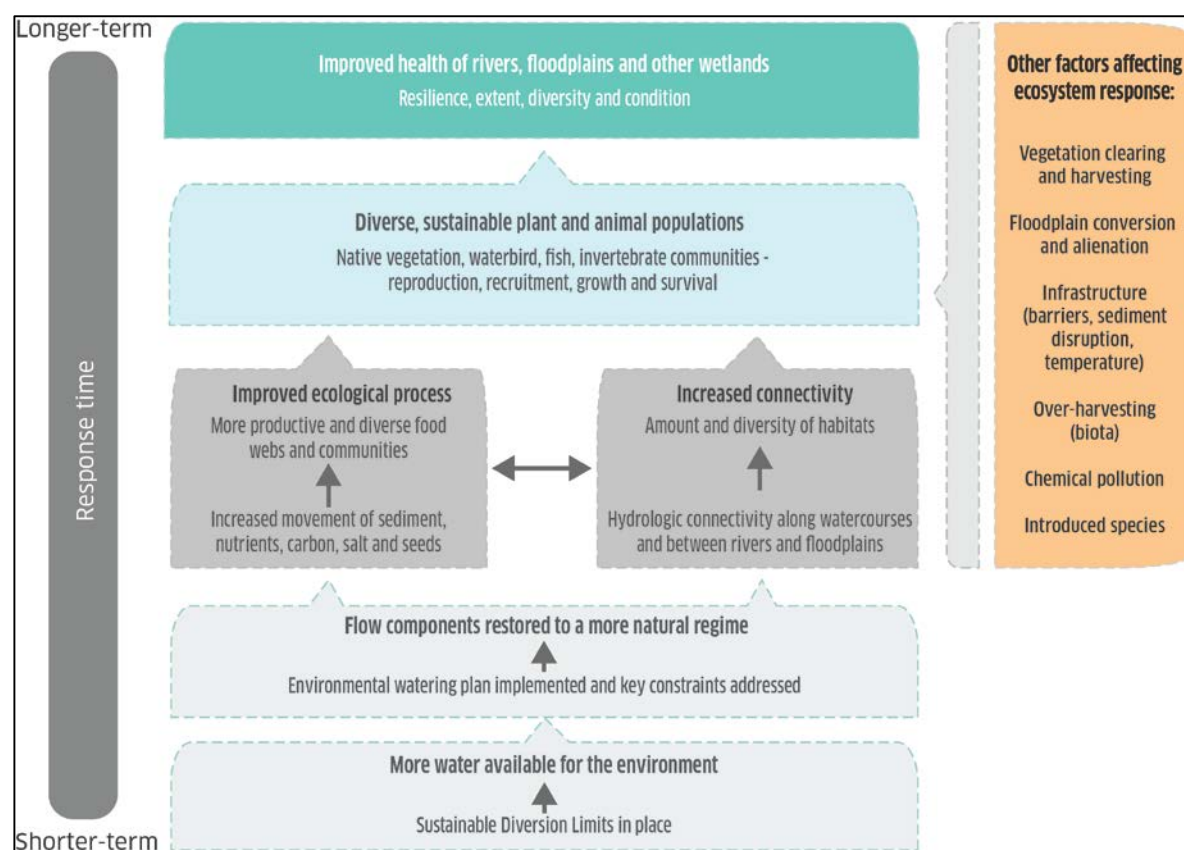 Longer-term
Response time
Shorter-term
Improved health of rivers, floodplains and other wetlands
Resilience, extent, diversity and condition
Diverse, sustainable plant and animal populations
Native vegetation, waterbird, fish, invertebrate communities -
reproduction, recruitment, growth and survival
Improved ecological process
More productive and diverse food
webs and communities
Increased movement of sediment,
nutrients, carbon, salt and seeds
Increased connectivity
Amount and diversity of habitats
Hydrologic connectivity along watercourses
and between rivers and floodplains
Flow components restored to a more natural regime
Environmental watering plan implemented and key constraints addressed
More water available for the environment
Sustainable Diversion Limits in place
Other factors affecting
ecosystem response:
Vegetation clearing
and harvesting
Floodplain conversion
and alienation
Infrastructure
(barriers, sediment
disruption,
temperature)
Over-harvesting
(biota)
Chemical pollution
Introduced species